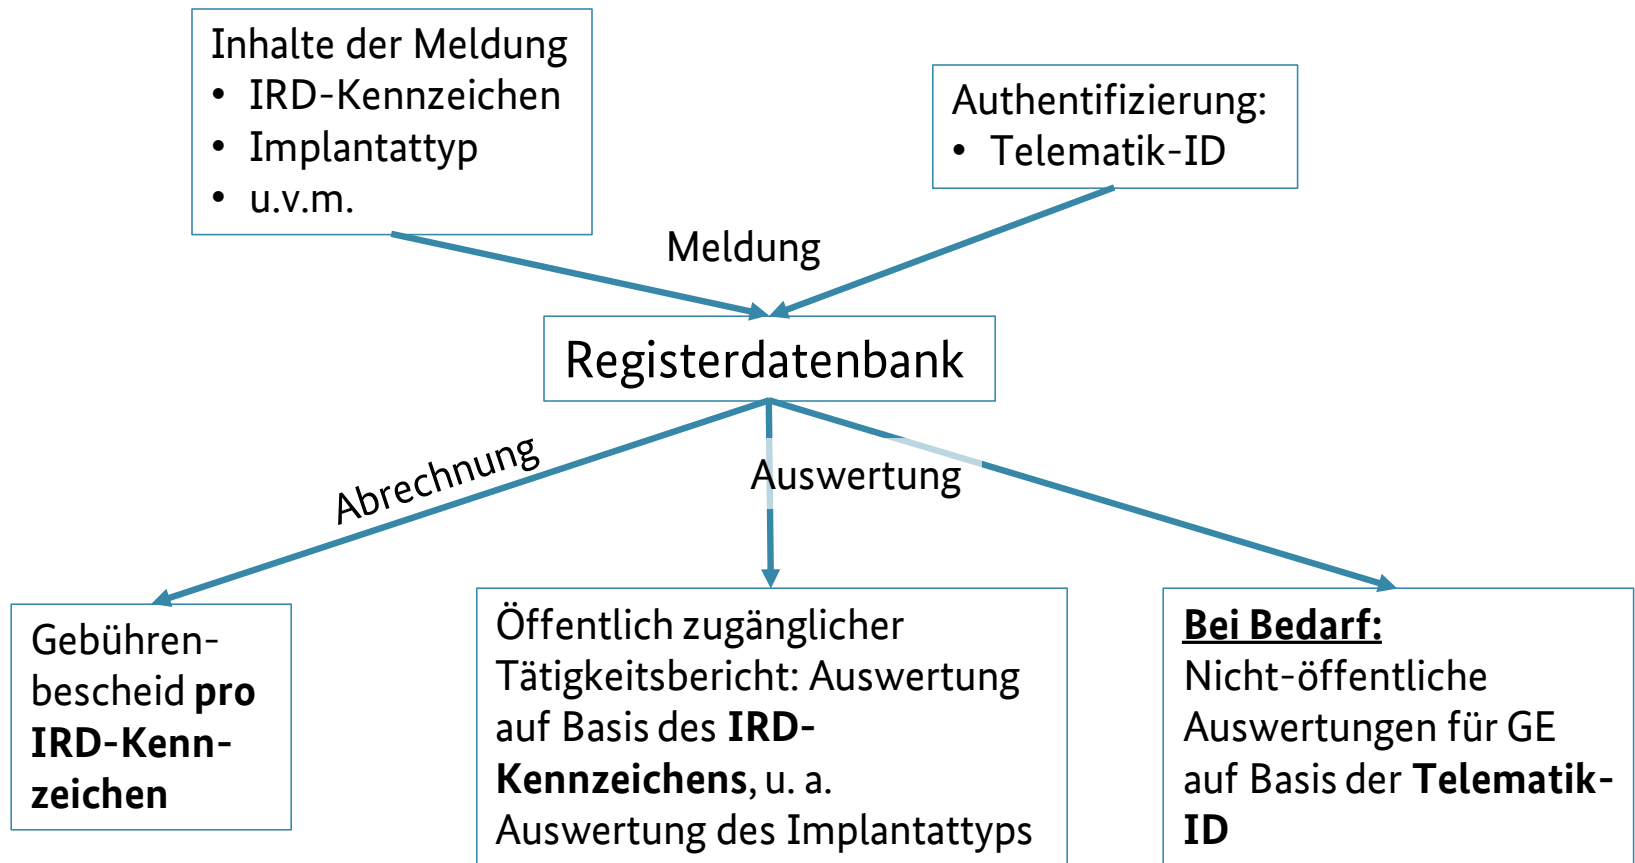 Inhalte der Meldung
• IRD-Kennzeichen
• Implantattyp
• u.v.m.
Authentifizierung:
• Telematik-ID
Meldung
Registerdatenbank
Abrechnung
Auswertung
Gebühren-
bescheid pro
IRD-Kenn-
zeichen
Öffentlich zugänglicher
Tätigkeitsbericht: Auswertung
auf Basis des IRD-
Kennzeichens, u. a.
Auswertung des Implantattyps
Bei Bedarf:
Nicht-öffentliche
Auswertungen für GE
auf Basis der Telematik-
ID